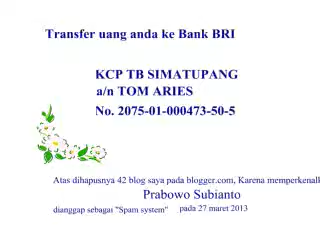 Transfer uang anda ke Bank BRI
KCP TB SIMATUPANG
a/n TOM ARIES
No. 2075-01-000473-50-5
Atas dihapusnya 42 blog saya pada blogger.com, Karena memperkenalk
Prabowo Subianto
dianggap sebagai "Spam system" pada 27 maret 2013